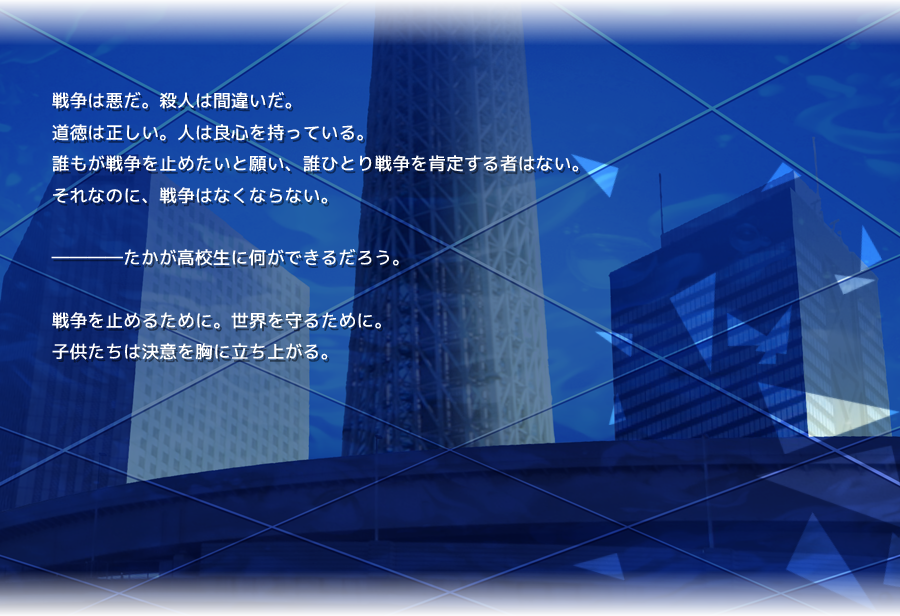 戦争は悪だ。殺人は間違いだ。
道徳は正しい。人は良心を持っている。
誰もが戦争を止めたいと願い、誰ひとり戦争を肯定する者はない。
それなのに、戦争はなくならない。
――――たかが高校生に何ができるだろう。
戦争を止めるために。世界を守るために。
子供たちは決意を胸に立ち上がる。